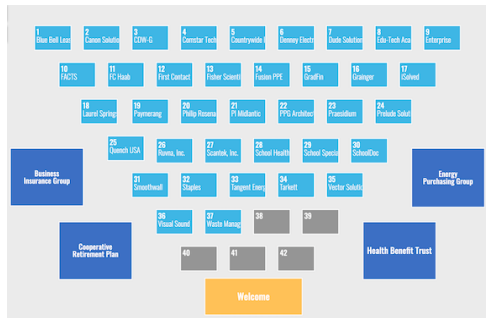 1 2 3 4 5 6 7 8 9
Blue Bell Loan Canon Solutio CDW-G Comstar Tech Countrywide Denney Electr Dude Solution Edu-Tech Aca Enterprise
10 11 12 13 14 15 16 17
FACTS FC Haab First Contact Fisher Scienti Fusion PPE GradFin Grainger iSolved
18 19 20 21 22 23 24
Laurel Springs Paymerang Philip Rosena PI Midlantic PPG Architect Praesidium Prelude Soluti
25 26 27 28 29 30
Quench USA Ruvna, Inc. Scantek, Inc. School Health School Specia SchoolDoc
Business
Insurance Group
Energy
Purchasing Group
31 32 33 34 35
Smoothwall Staples Tangent Energ Tarkett Vector Solutio
36 37 38 39
Visual Sound Waste Manag
Cooperative
Retirement Plan
Health Benefit Trust
40 41 42
Welcome